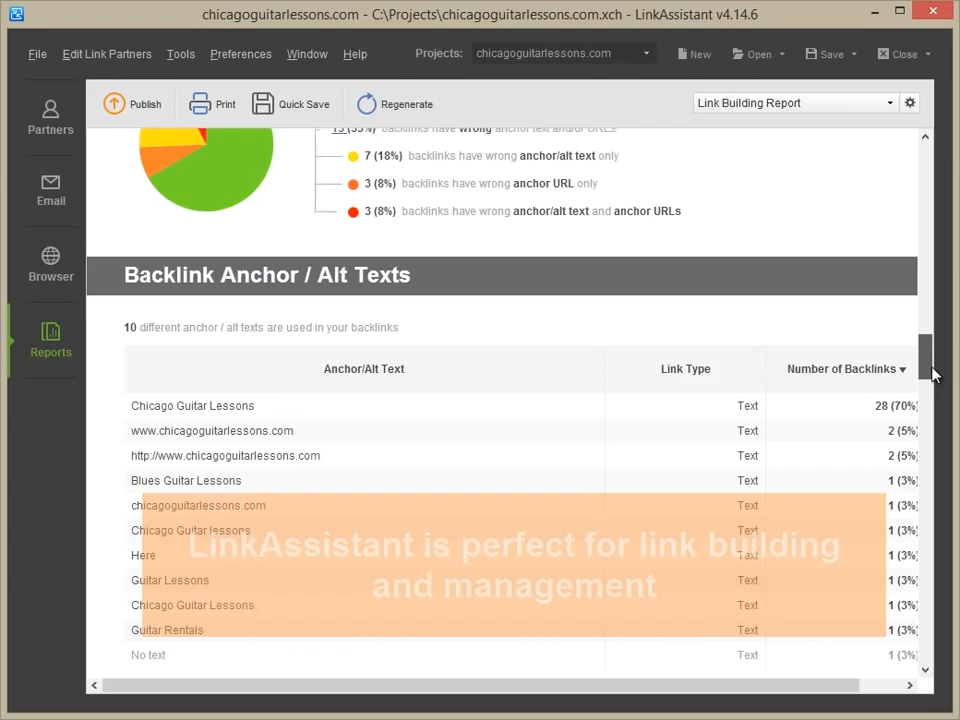 chicagoguitarlessons.com - C:\Projects\chicagoguitarlessons.com.xch - LinkAssistant v4.14.6
File Edit Link Partners Tools Preferences Window Help Projects: chicagoguitarlessons.com New Open Save Close
Partners
Email
Browser
Reports
Publish Print Quick Save Regenerate Link Building Report
backlinks have wrong anchor text and/or URLs
7 (18%) backlinks have wrong anchor/alt text only
3 (8%) backlinks have wrong anchor URL only
3 (8%) backlinks have wrong anchor/alt text and anchor URLs
Backlink Anchor / Alt Texts
10 different anchor / alt texts are used in your backlinks
Anchor/Alt Text Link Type Number of Backlinks
Chicago Guitar Lessons Text 28 (70%)
www.chicagoguitarlessons.com Text 2 (5%)
http://www.chicagoguitarlessons.com Text 2 (5%)
Blues Guitar Lessons Text 1 (3%)
chicagoguitarlessons.com Text 1 (3%)
Chicago Guitar lessons Text 1 (3%)
Here Text 1 (3%)
Guitar Lessons Text 1 (3%)
Chicago Guitar Lessons. Text 1 (3%)
Guitar Rentals Text 1 (3%)
No text Text 1 (3%)
LinkAssistant is perfect for link building
and management